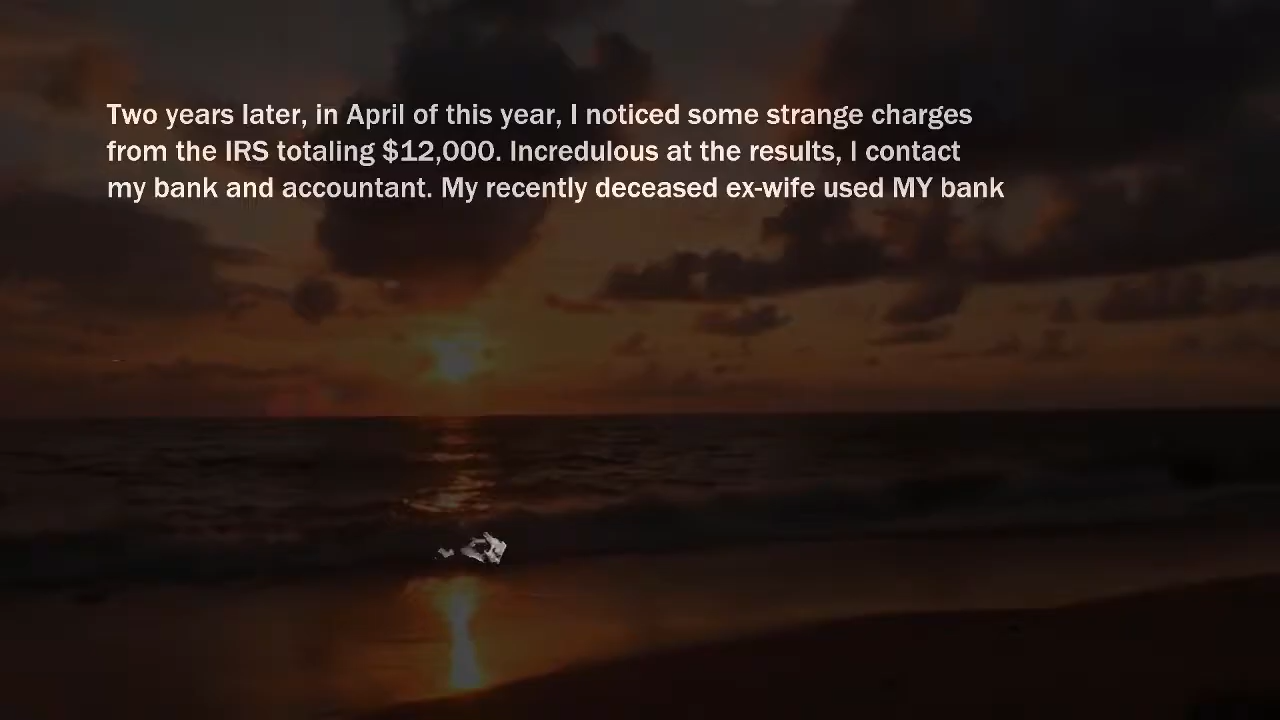 Two years later, in April of this year, I noticed some strange charges
from the IRS totaling $12,000. Incredulous at the results, I contact
my bank and accountant. My recently deceased ex-wife used MY bank